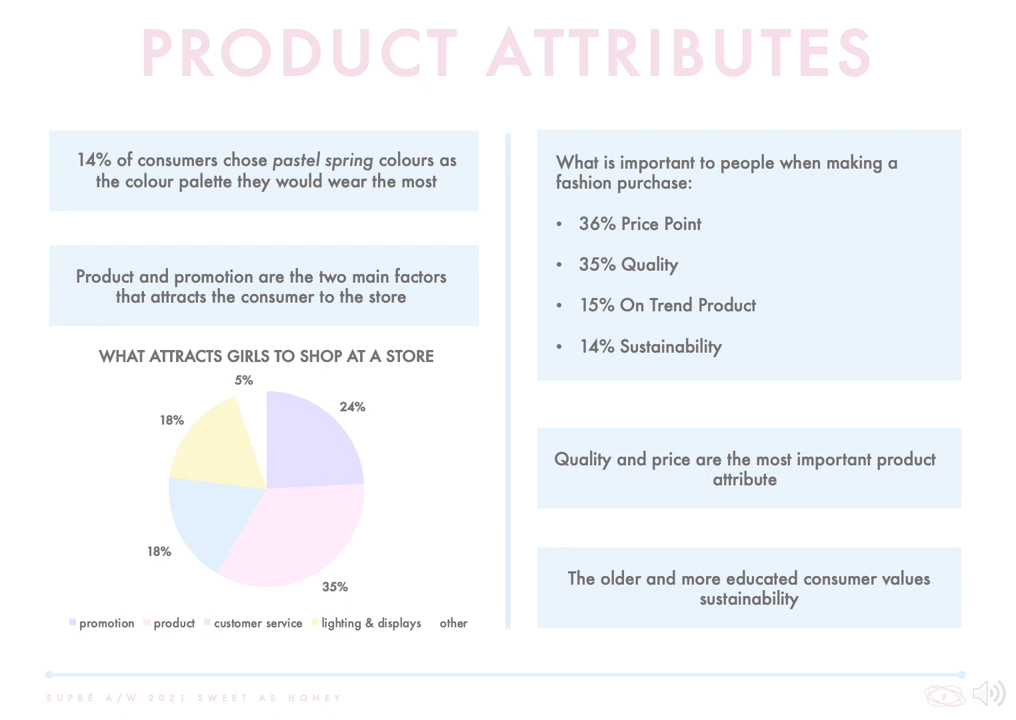 PRODUCT ATTRIBUTES
14% of consumers chose pastel spring colours as
the colour palette they would wear the most
Product and promotion are the two main factors
that attracts the consumer to the store
WHAT ATTRACTS GIRLS TO SHOP AT A STORE
5%
24%
18%
18%
35%
promotion product customer service lighting & displays other
What is important to people when making a
fashion purchase:
• 36% Price Point
• 35% Quality
• 15% On Trend Product
• 14% Sustainability
Quality and price are the most important product
attribute
The older and more educated consumer values
sustainability
SUPRÉ A/W 2021 SWEET AS HONEY